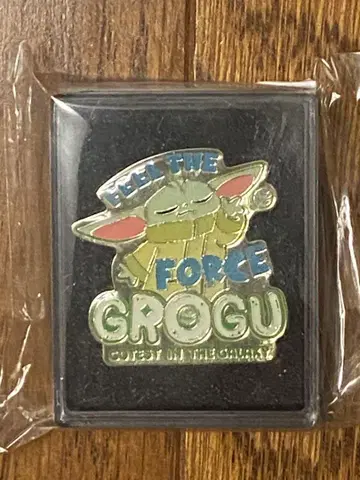 FEEL THE
FORCE
GROGU
CUTEST IN THE GALAXY